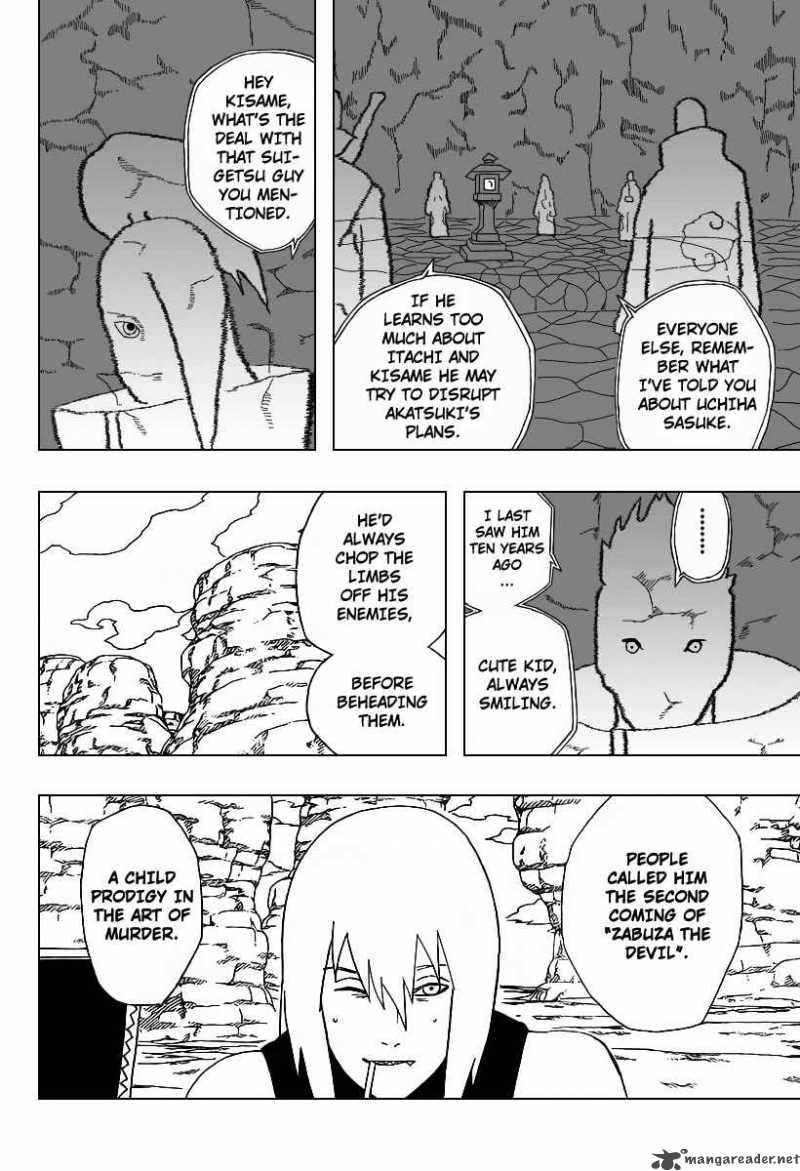 EVERYONE
ELSE, REMEM-
BER WHAT
I'VE TOLD YOU
ABOUT UCHIHA
SASUKE.
IF HE
LEARNS TOO
MUCH ABOUT
ITACHI AND
KISAME HE MAY
TRY TO DISRUPT
AKATSUKI'S
PLANS.
HEY
KISAME,
WHAT'S THE
DEAL WITH
THAT SUI-
GETSU GUY
YOU MEN-
TIONED.
........
I LAST
SAW HIM
TEN YEARS
AGO
...
CUTE KID,
ALWAYS
SMILING.
HE'D
ALWAYS
CHOP THE
LIMBS
OFF HIS
ENEMIES,
BEFORE
BEHEADING
THEM.
PEOPLE
CALLED HIM
THE SECOND
COMING OF
"ZABUZA THE
DEVIL".
A CHILD
PRODIGY IN
THE ART OF
MURDER.
mangareader.net